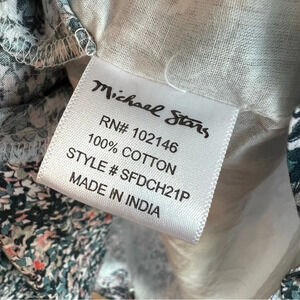 Michael Stars
RN# 102146
100% COTTON
STYLE # SFDCH21P
MADE IN INDIA